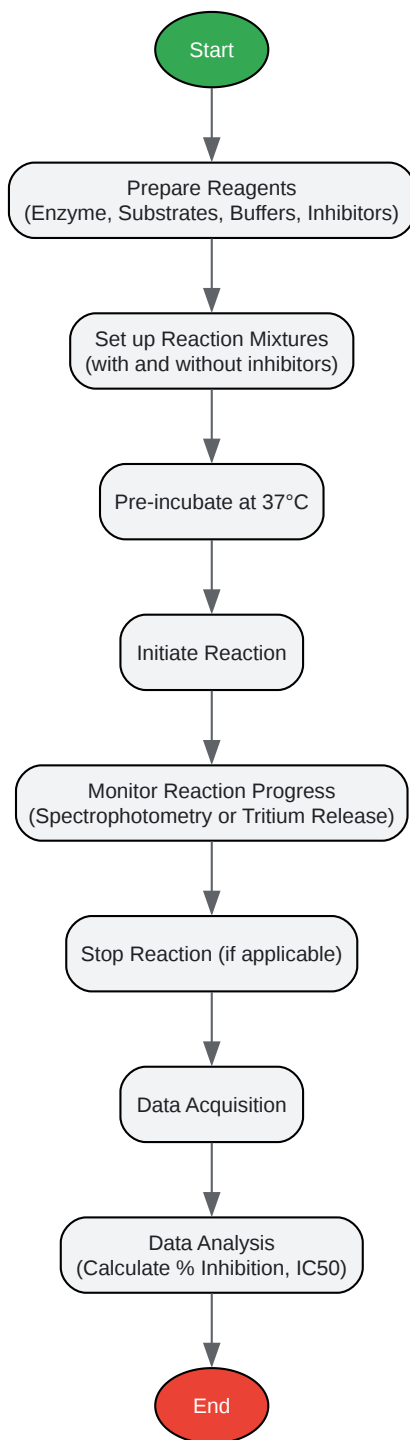 Start
Prepare Reagents
(Enzyme, Substrates, Buffers, Inhibitors)
Set up Reaction Mixtures
(with and without inhibitors)
Pre-incubate at 37°C
Initiate Reaction
Monitor Reaction Progress
(Spectrophotometry or Tritium Release)
Stop Reaction (if applicable)
Data Acquisition
Data Analysis
(Calculate % Inhibition, IC50)
End